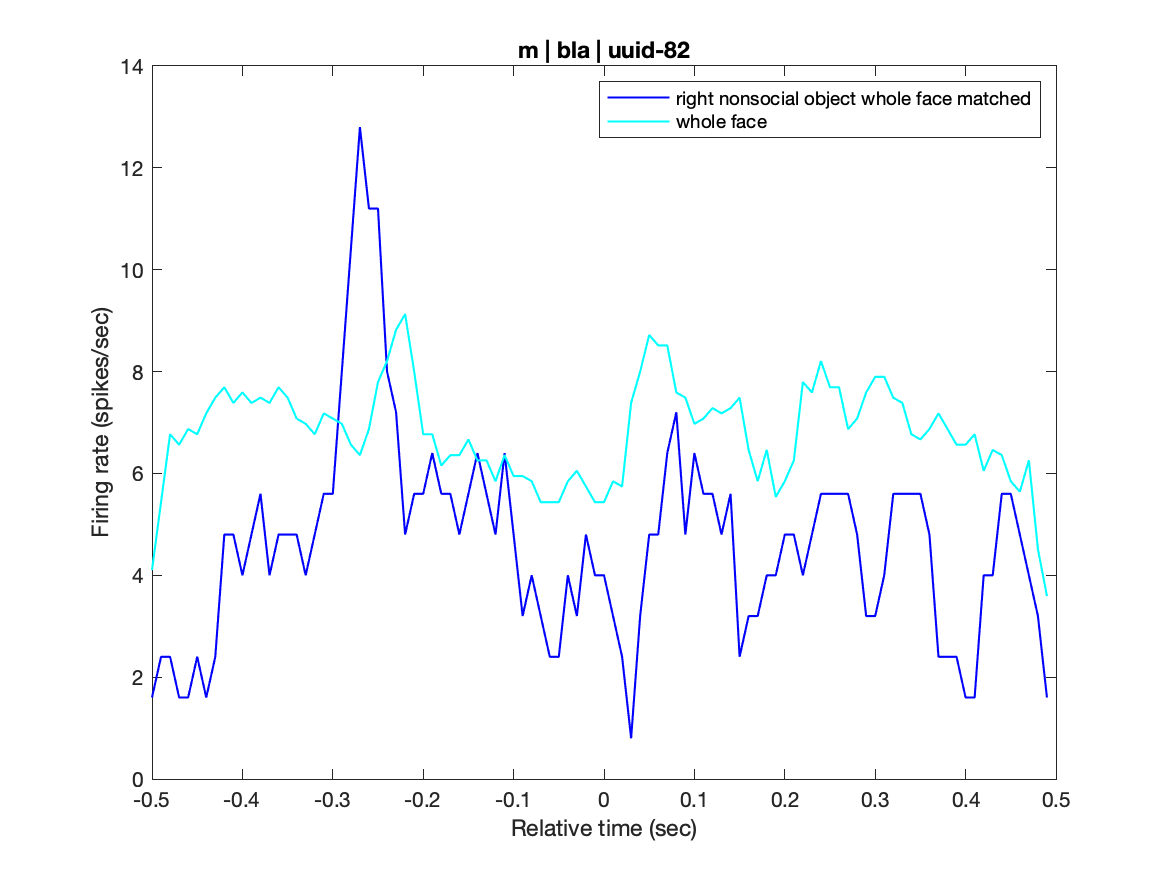 m | bla | uuid-82
right nonsocial object whole face matched
whole face
Firing rate (spikes/sec)
14
12
10
8
6
4
2
0
-0.5 -0.4 -0.3 -0.2 -0.1 0 0.1 0.2 0.3 0.4 0.5
Relative time (sec)